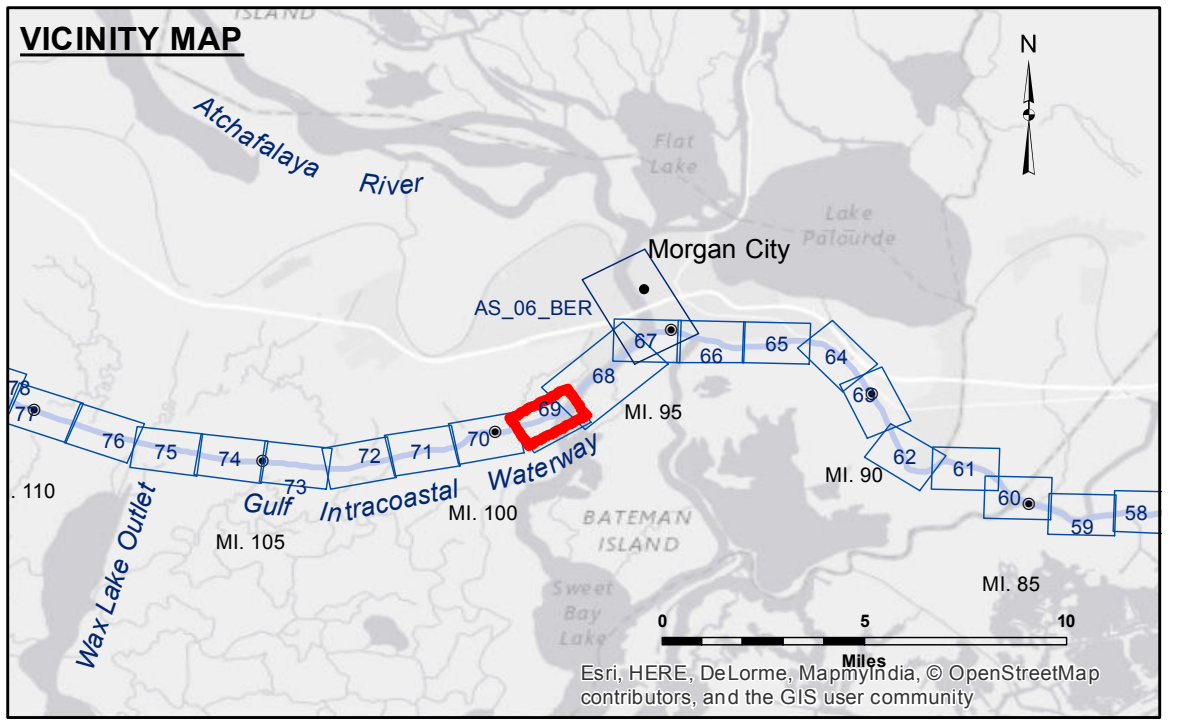 ISLAND
VICINITY MAP
N
Atchafalaya
River
Flat
Lake
Lake
Palourde
Morgan City
AS_06_BER
67
66
65
64
63
68
69
MI. 95
78
77
76
75
74
73
72
71
70
62
61
60
59
58
MI. 90
. 110
Wax Lake Outlet
Gulf
Intracoastal
Waterway
MI. 100
MI. 105
BATEMAN
ISLAND
Sweet
Bay
Lake
MI. 85
0
5
10
Miles
Esri, HERE, DeLorme, MapmyIndia, © OpenStreetMap
contributors, and the GIS user community